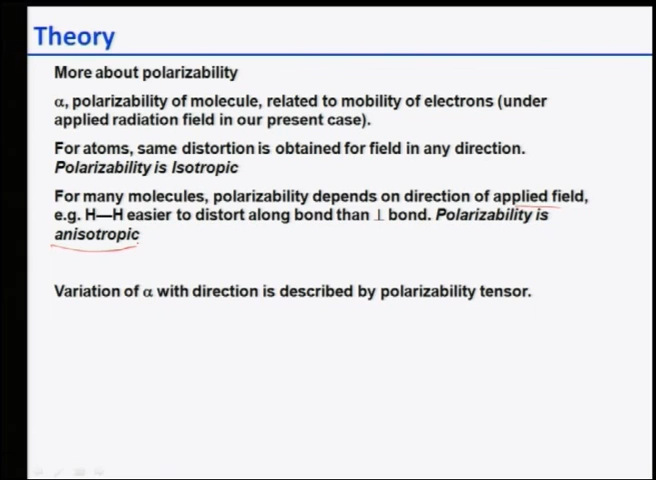 Theory
More about polarizability
α, polarizability of molecule, related to mobility of electrons (under
applied radiation field in our present case).
For atoms, same distortion is obtained for field in any direction.
Polarizability is Isotropic
For many molecules, polarizability depends on direction of applied field,
e.g. H—H easier to distort along bond than ⊥ bond. Polarizability is
anisotropic
Variation of α with direction is described by polarizability tensor.